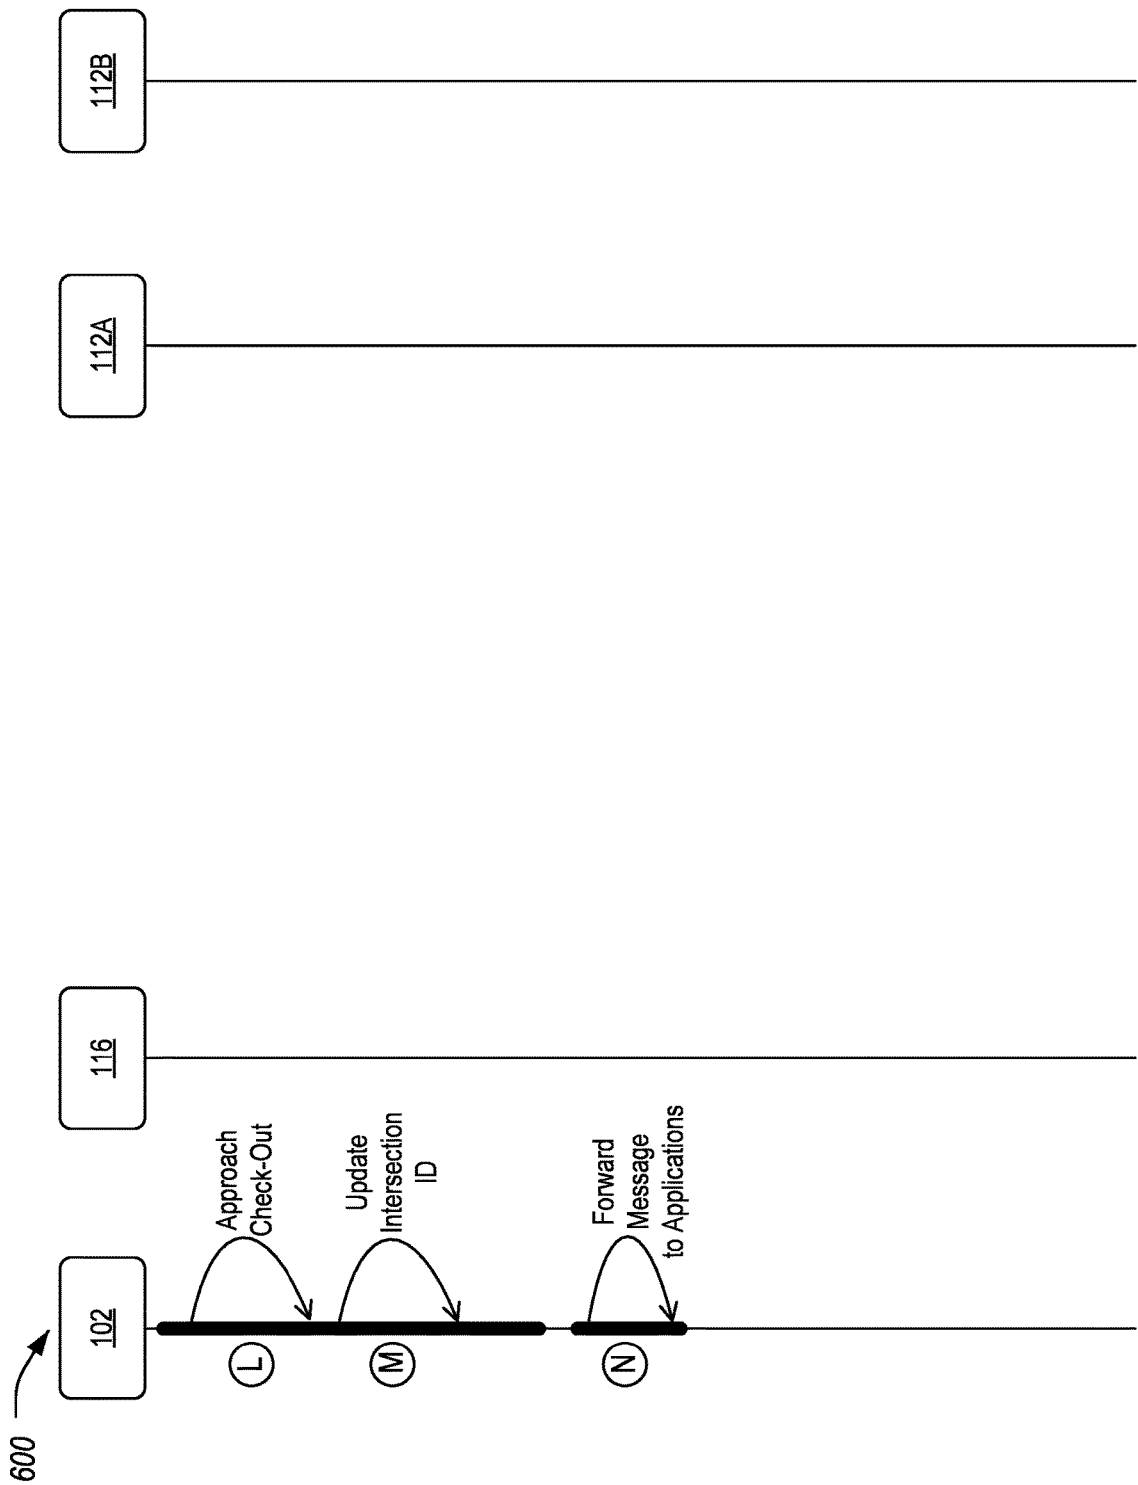 600
102
116
112A
112B
L
Approach
Check-Out
M
Update
Intersection
ID
N
Forward
Message
to Applications